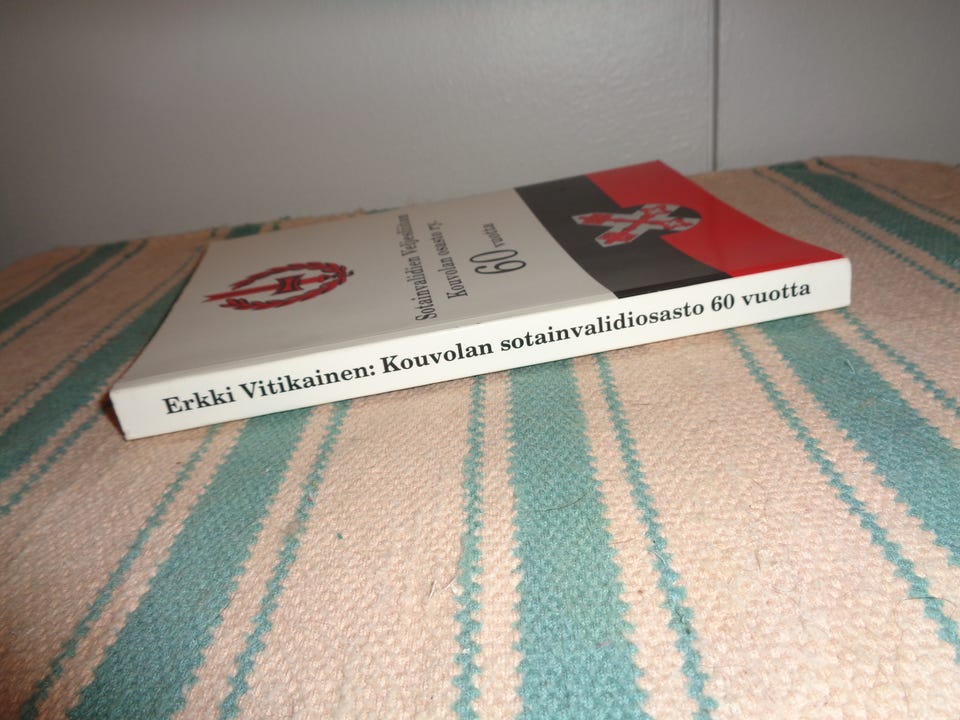 Sotainvalidien Veljesliiton
Kouvolan osasto ry.
60 vuotta
Erkki Vitikainen: Kouvolan sotainvalidiosasto 60 vuotta